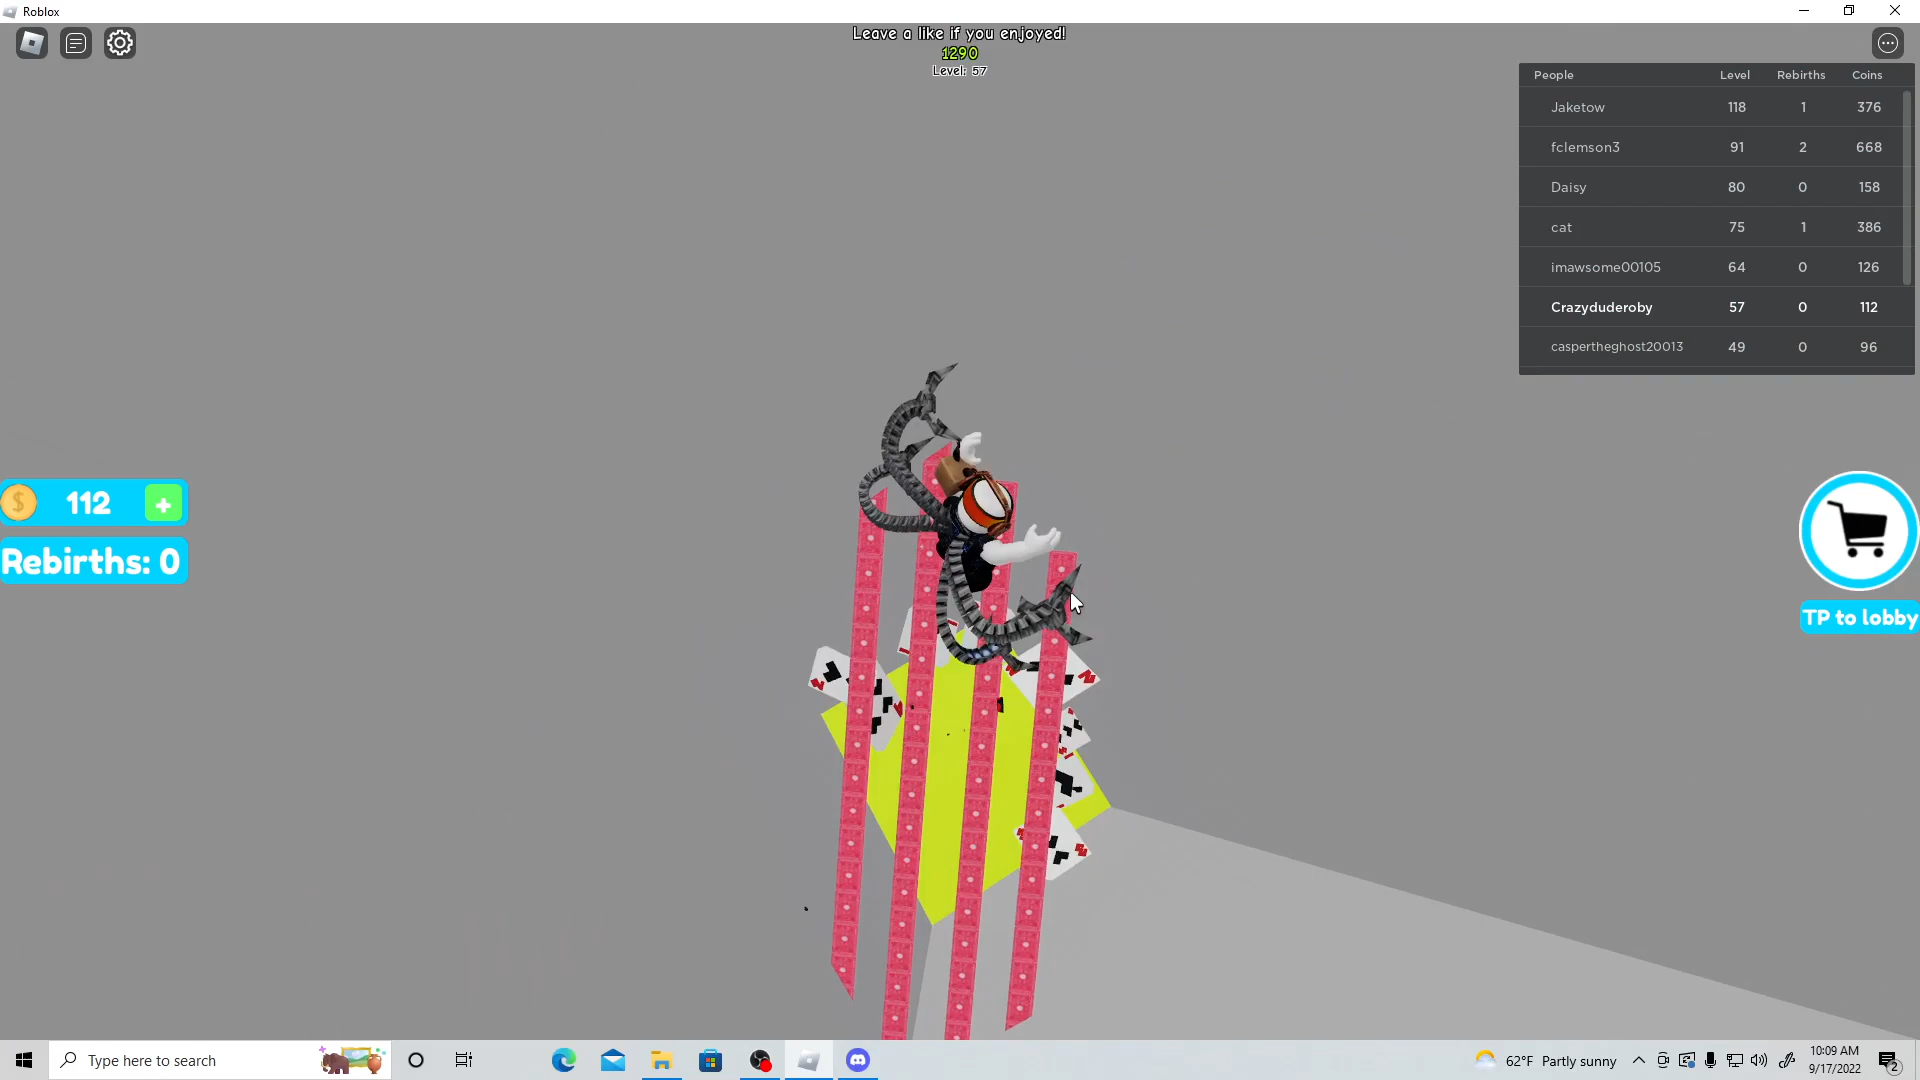 Roblox
Leave a like if you enjoyed!
1290
Level: 57
People Level Rebirths Coins
Jaketow 118 1 376
fclemson3 91 2 668
Daisy 80 0 158
cat 75 1 386
imawsome00105 64 0 126
Crazyduderoby 57 0 112
caspertheghost20013 49 0 96
$ 112 +
Rebirths: 0
TP to lobby
Type here to search
62°F Partly sunny
10:09 AM
9/17/2022
2